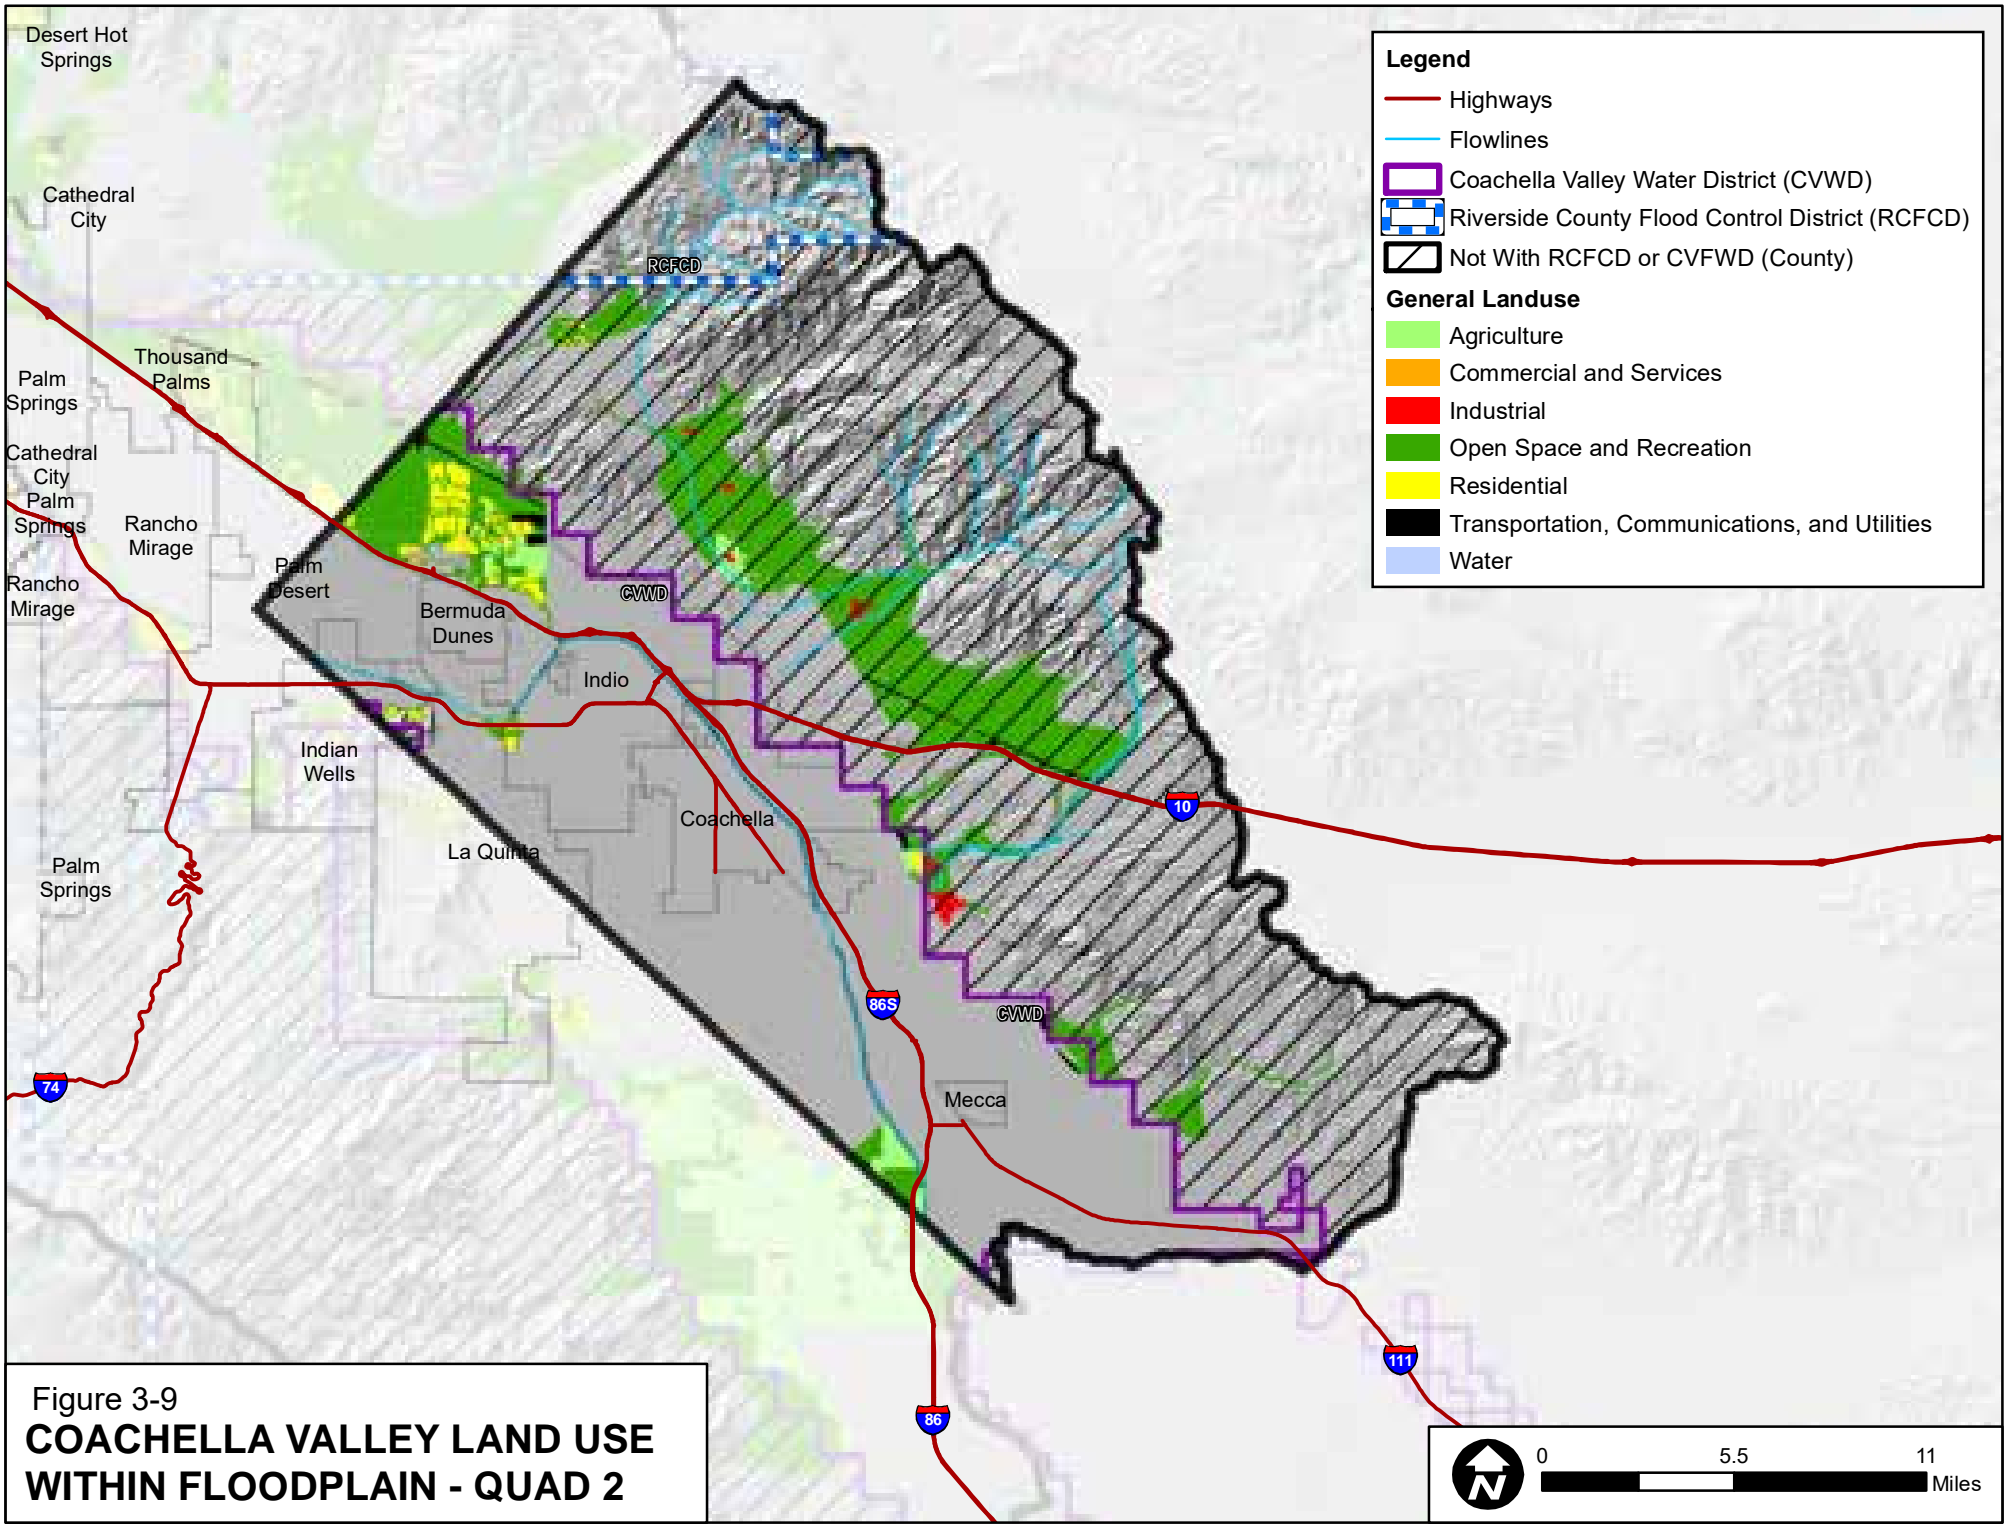 Desert Hot
Springs
Cathedral
City
Thousand
Palms
Palm
Springs
Cathedral
City
Palm
Springs
Rancho
Mirage
Rancho
Mirage
Palm
Desert
Bermuda
Dunes
Indio
Indian
Wells
Coachella
La Quinta
Palm
Springs
Mecca
RCFCD
CVWD
CVWD
10
86S
74
86
111
Legend
Highways
Flowlines
Coachella Valley Water District (CVWD)
Riverside County Flood Control District (RCFCD)
Not With RCFCD or CVFWD (County)
General Landuse
Agriculture
Commercial and Services
Industrial
Open Space and Recreation
Residential
Transportation, Communications, and Utilities
Water
Figure 3-9
COACHELLA VALLEY LAND USE
WITHIN FLOODPLAIN - QUAD 2
N
0 5.5 11
Miles